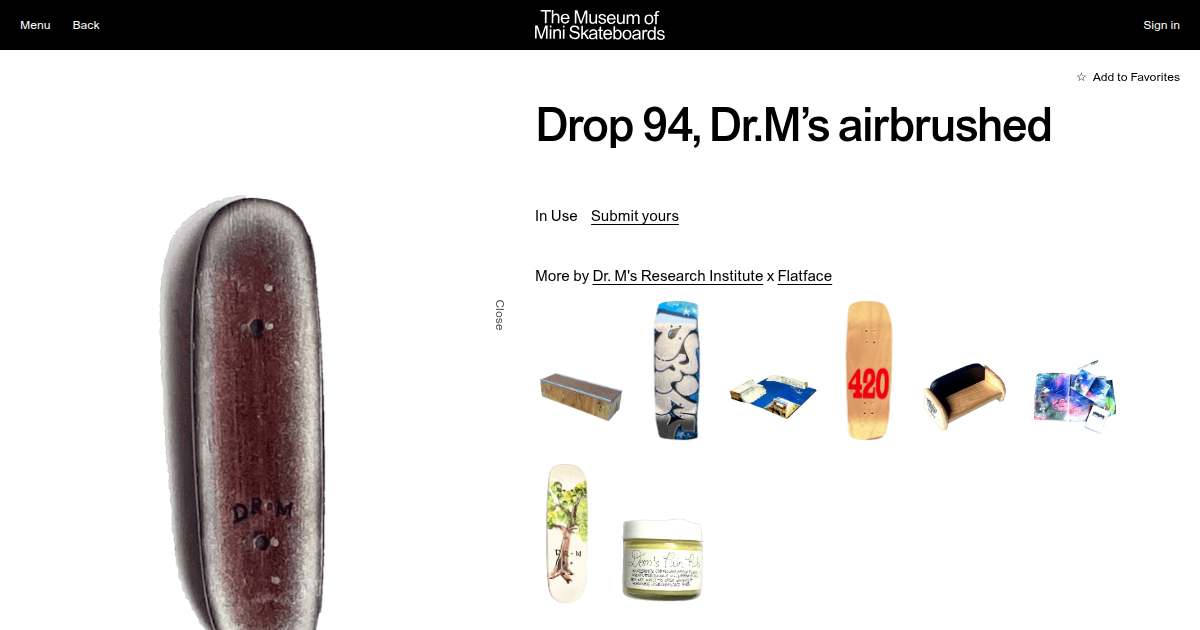 Menu
Back
The Museum of
Mini Skateboards
Sign in
☆ Add to Favorites
Drop 94, Dr.M’s airbrushed
In Use
Submit yours
More by Dr. M's Research Institute x Flatface
Close
DR•M
420
DR•M